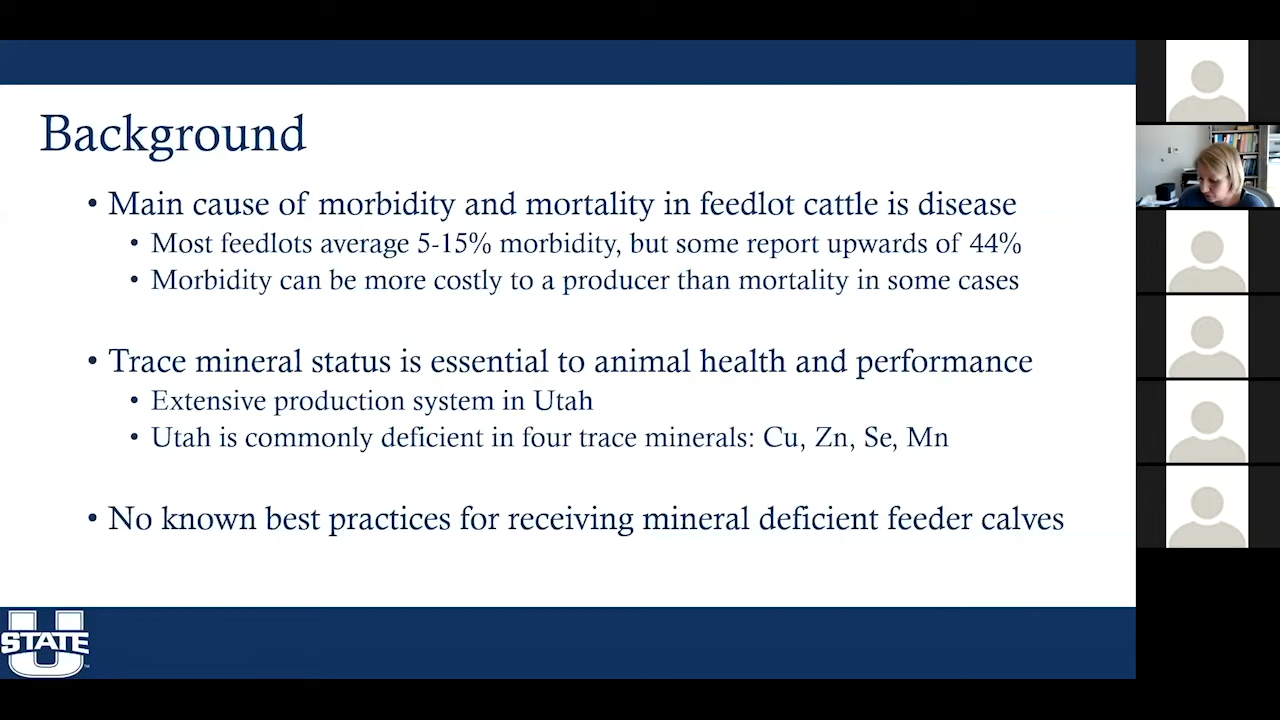 Background
• Main cause of morbidity and mortality in feedlot cattle is disease
• Most feedlots average 5-15% morbidity, but some report upwards of 44%
• Morbidity can be more costly to a producer than mortality in some cases
• Trace mineral status is essential to animal health and performance
• Extensive production system in Utah
• Utah is commonly deficient in four trace minerals: Cu, Zn, Se, Mn
• No known best practices for receiving mineral deficient feeder calves
U
STATE
™